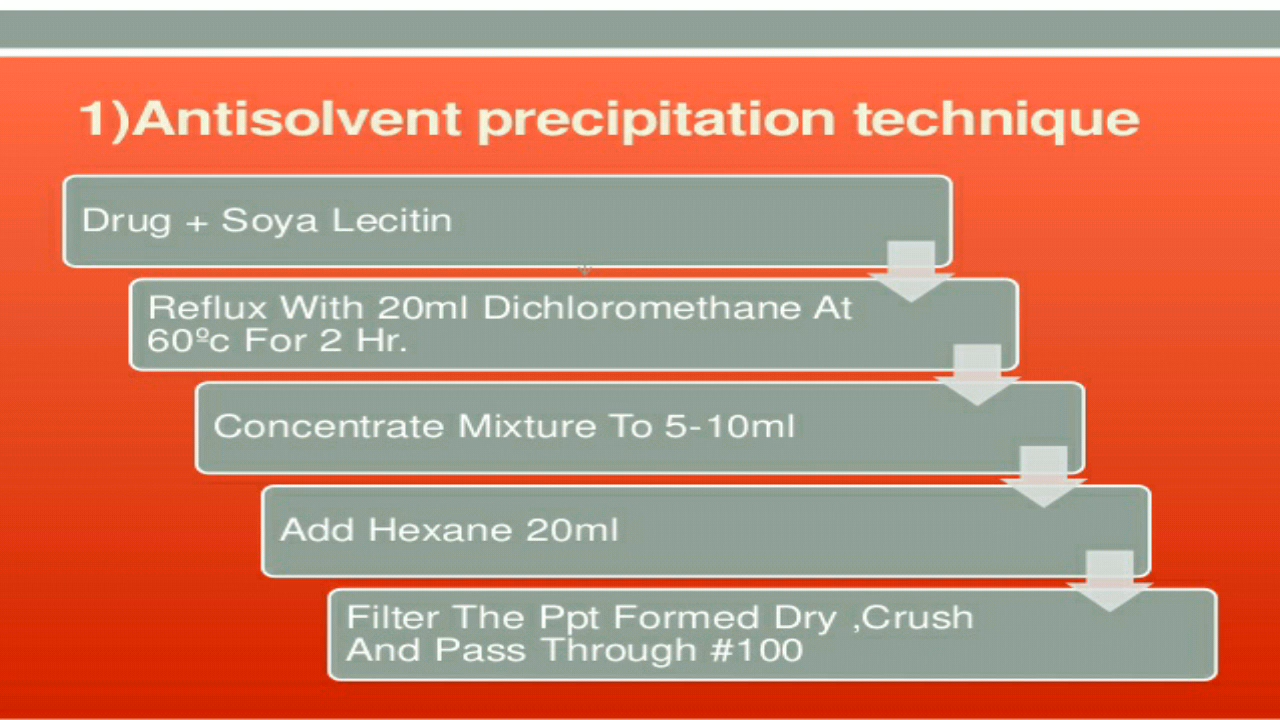 1)Antisolvent precipitation technique
Drug + Soya Lecitin
Reflux With 20ml Dichloromethane At
60ºc For 2 Hr.
Concentrate Mixture To 5-10ml
Add Hexane 20ml
Filter The Ppt Formed Dry ,Crush
And Pass Through #100